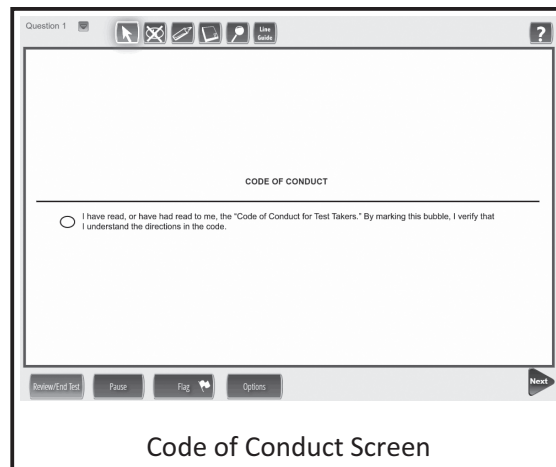 Question 1
Line
Guide
?
CODE OF CONDUCT
I have read, or have had read to me, the “Code of Conduct for Test Takers.” By marking this bubble, I verify that
I understand the directions in the code.
Review/End Test
Pause
Flag
Options
Next
Code of Conduct Screen